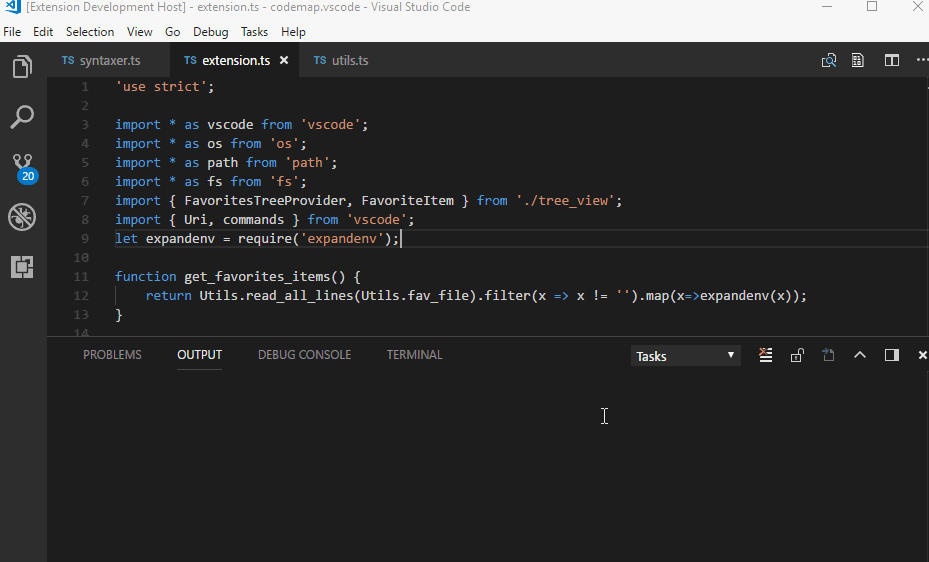 [Extension Development Host] - extension.ts - codemap.vscode - Visual Studio Code
File Edit Selection View Go Debug Tasks Help
TS syntaxer.ts TS extension.ts × TS utils.ts
1 'use strict';
2
3 import * as vscode from 'vscode';
4 import * as os from 'os';
5 import * as path from 'path';
6 import * as fs from 'fs';
7 import { FavoritesTreeProvider, FavoriteItem } from './tree_view';
8 import { Uri, commands } from 'vscode';
9 let expandenv = require('expandenv');
10
11 function get_favorites_items() {
12 return Utils.read_all_lines(Utils.fav_file).filter(x => x != '').map(x=>expandenv(x));
13 }
14
20
PROBLEMS OUTPUT DEBUG CONSOLE TERMINAL Tasks